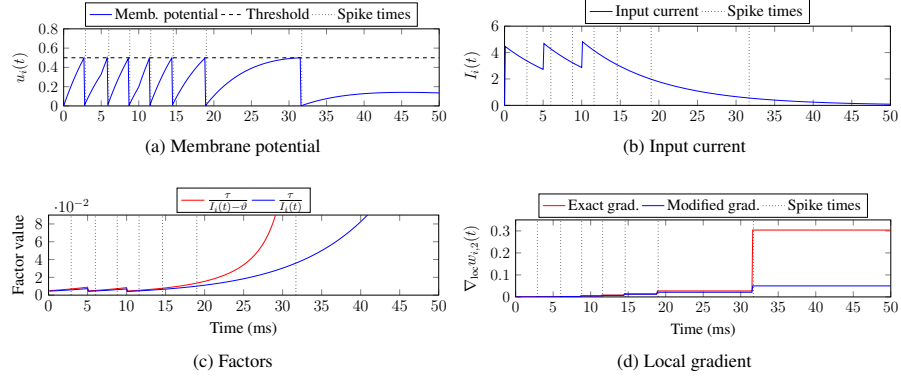 Memb. potential Threshold Spike times
0.8
0.6
0.4
0.2
0
u_i(t)
0 5 10 15 20 25 30 35 40 45 50
(a) Membrane potential
Input current Spike times
6
4
2
0
I_i(t)
0 5 10 15 20 25 30 35 40 45 50
(b) Input current
τ/(I_i(t)−ϑ) τ/I_i(t)
·10^−2
8
6
4
2
0
Factor value
0 5 10 15 20 25 30 35 40 45 50
Time (ms)
(c) Factors
Exact grad. Modified grad. Spike times
0.3
0.2
0.1
0
∇_loc w_i,2(t)
0 5 10 15 20 25 30 35 40 45 50
Time (ms)
(d) Local gradient